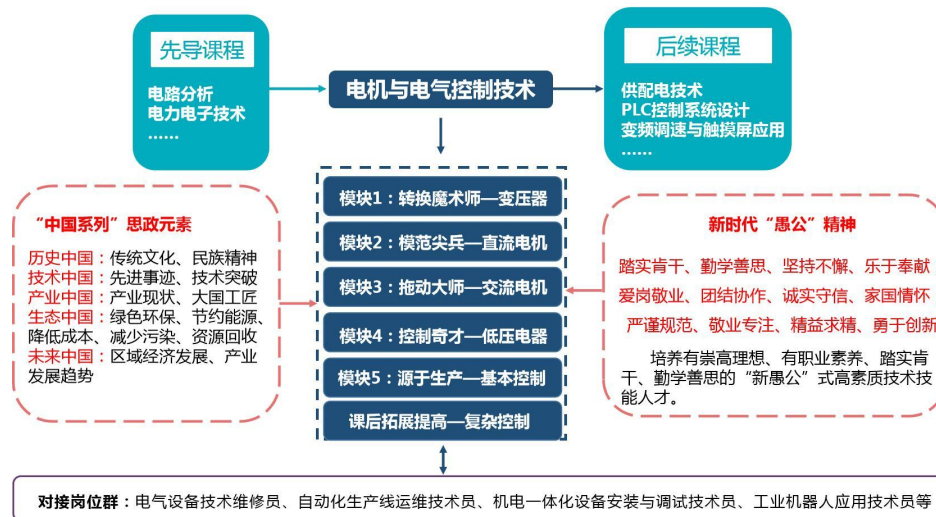 先导课程
电路分析
电力电子技术
……
电机与电气控制技术
后续课程
供配电技术
PLC控制系统设计
变频调速与触摸屏应用
……
“中国系列”思政元素
历史中国：传统文化、民族精神
技术中国：先进事迹、技术突破
产业中国：产业现状、大国工匠
生态中国：绿色环保、节约能源、
降低成本、减少污染、资源回收
未来中国：区域经济发展、产业
发展趋势
模块1：转换魔术师—变压器
模块2：模范尖兵—直流电机
模块3：拖动大师—交流电机
模块4：控制奇才—低压电器
模块5：源于生产—基本控制
课后拓展提高—复杂控制
新时代“愚公”精神
踏实肯干、勤学善思、坚持不懈、乐于奉献
爱岗敬业、团结协作、诚实守信、家国情怀
严谨规范、敬业专注、精益求精、勇于创新
培养有崇高理想、有职业素养、踏实肯
干、勤学善思的“新愚公”式高素质技术技
能人才。
对接岗位群：电气设备技术维修员、自动化生产线运维技术员、机电一体化设备安装与调试技术员、工业机器人应用技术员等